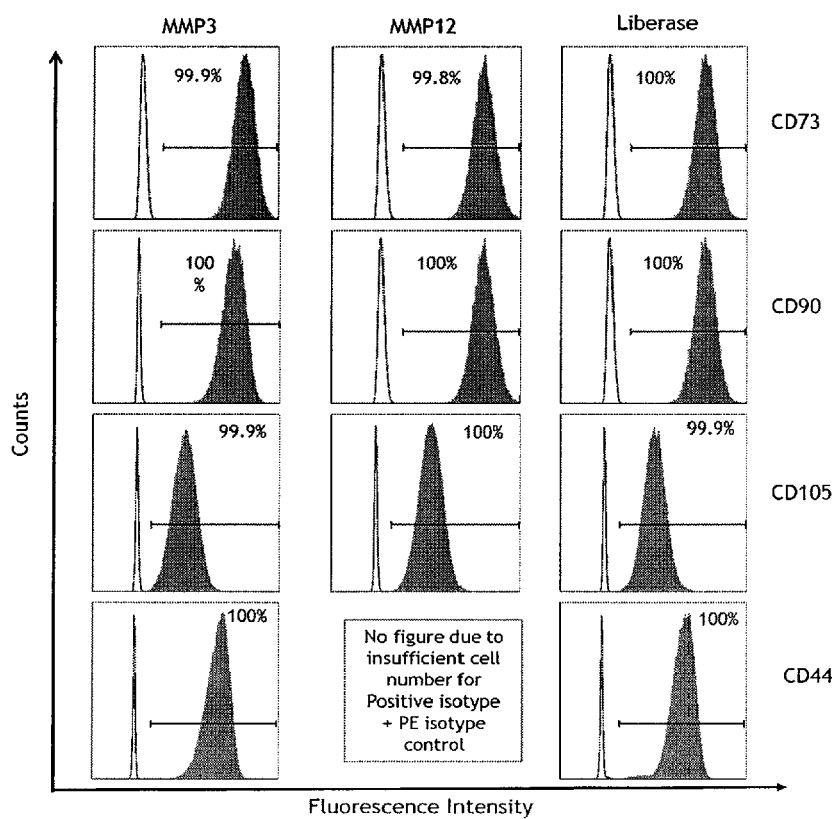 MMP3
MMP12
Liberase
99.9%
99.8%
100%
CD73
100
%
100%
100%
CD90
99.9%
100%
99.9%
CD105
100%
No figure due to
insufficient cell
number for
Positive isotype
+ PE isotype
control
100%
CD44
Counts
Fluorescence Intensity